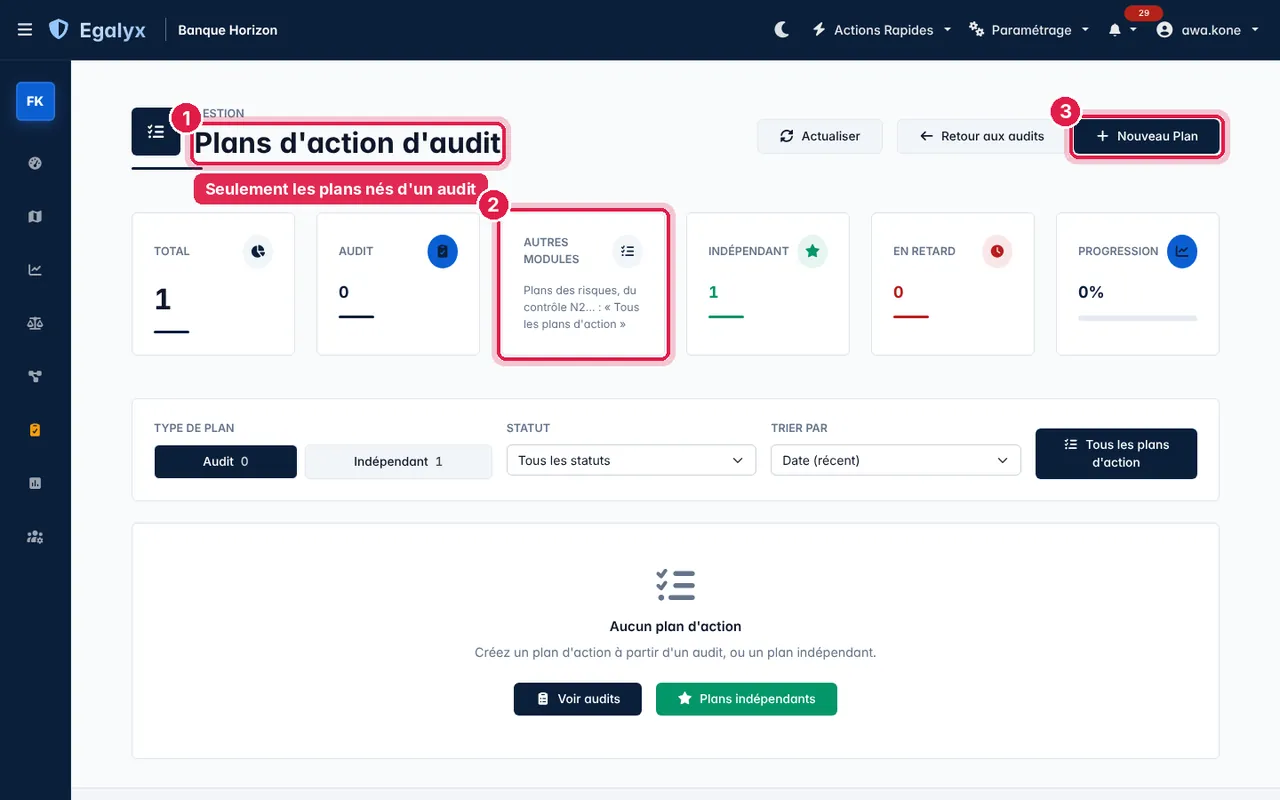 Egalyx
Banque Horizon
Actions Rapides
Paramétrage
29
awa.kone
FK
1
ESTION
Plans d'action d'audit
Seulement les plans nés d'un audit
Actualiser
Retour aux audits
3
Nouveau Plan
TOTAL
1
AUDIT
0
2
AUTRES
MODULES
Plans des risques, du
contrôle N2... : « Tous
les plans d'action »
INDÉPENDANT
1
EN RETARD
0
PROGRESSION
0%
TYPE DE PLAN
Audit 0
Indépendant 1
STATUT
Tous les statuts
TRIER PAR
Date (récent)
Tous les plans
d'action
Aucun plan d'action
Créez un plan d'action à partir d'un audit, ou un plan indépendant.
Voir audits
Plans indépendants